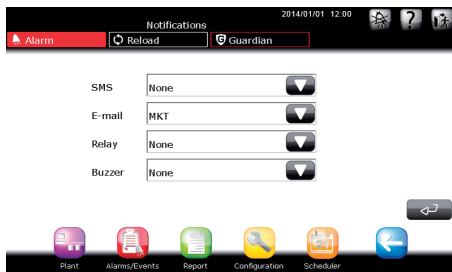 2014/01/01 12:00
Notifications
?
Alarm
Reload
G Guardian
SMS None
E-mail MKT
Relay None
Buzzer None
Plant Alarms/Events Report Configuration Scheduler